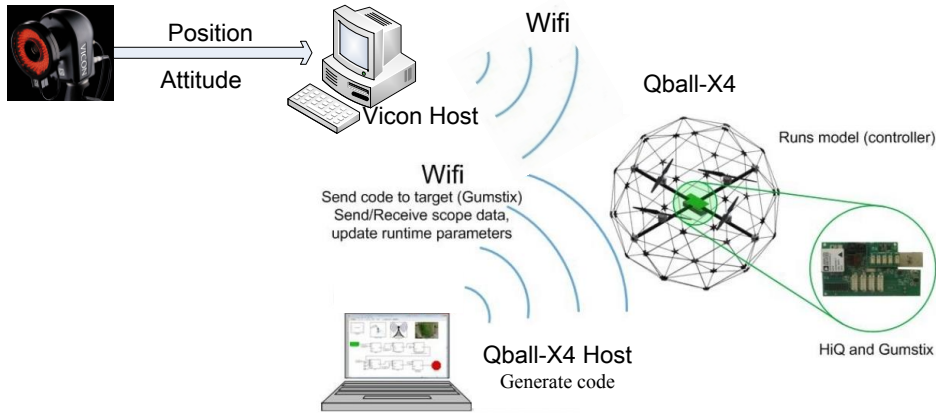 Position
Attitude
VICON
Vicon Host
Wifi
Qball-X4
Runs model (controller)
Wifi
Send code to target (Gumstix)
Send/Receive scope data,
update runtime parameters
HiQ and Gumstix
Qball-X4 Host
Generate code